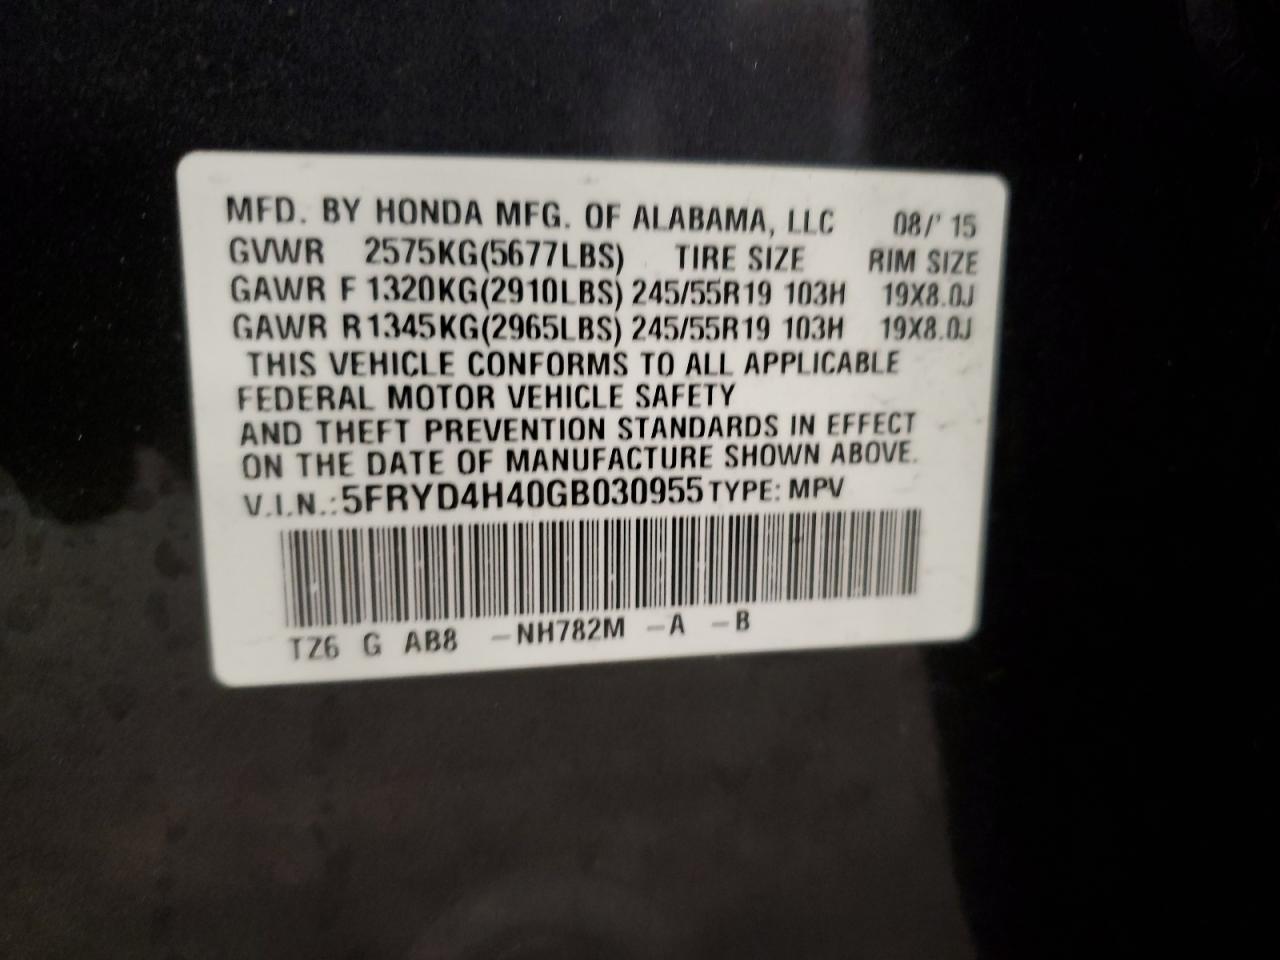 MFD. BY HONDA MFG. OF ALABAMA, LLC 08/'15
GVWR 2575KG(5677LBS) TIRE SIZE RIM SIZE
GAWR F 1320KG(2910LBS) 245/55R19 103H 19X8.0J
GAWR R 1345KG(2965LBS) 245/55R19 103H 19X8.0J
THIS VEHICLE CONFORMS TO ALL APPLICABLE
FEDERAL MOTOR VEHICLE SAFETY
AND THEFT PREVENTION STANDARDS IN EFFECT
ON THE DATE OF MANUFACTURE SHOWN ABOVE.
V.I.N.: 5FRYD4H40GB030955 TYPE: MPV
TZ6 G AB8 -NH782M -A -B